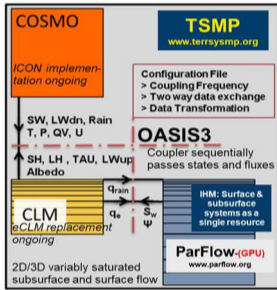 COSMO
ICON implemen-
tation ongoing
TSMP
www.terrsysmp.org
Configuration File
> Coupling Frequency
> Two way data exchange
> Data Transformation
SW, LWdn, Rain
T, P, QV, U
OASIS3
Coupler sequentially
passes states and fluxes
SH, LH , TAU, LWup
Albedo
qrain
CLM
eCLM replacement
ongoing
qe
Sw
Ψ
IHM: Surface &
subsurface
systems as a
single resource
ParFlow-(GPU)
www.parflow.org
2D/3D variably saturated
subsurface and surface flow